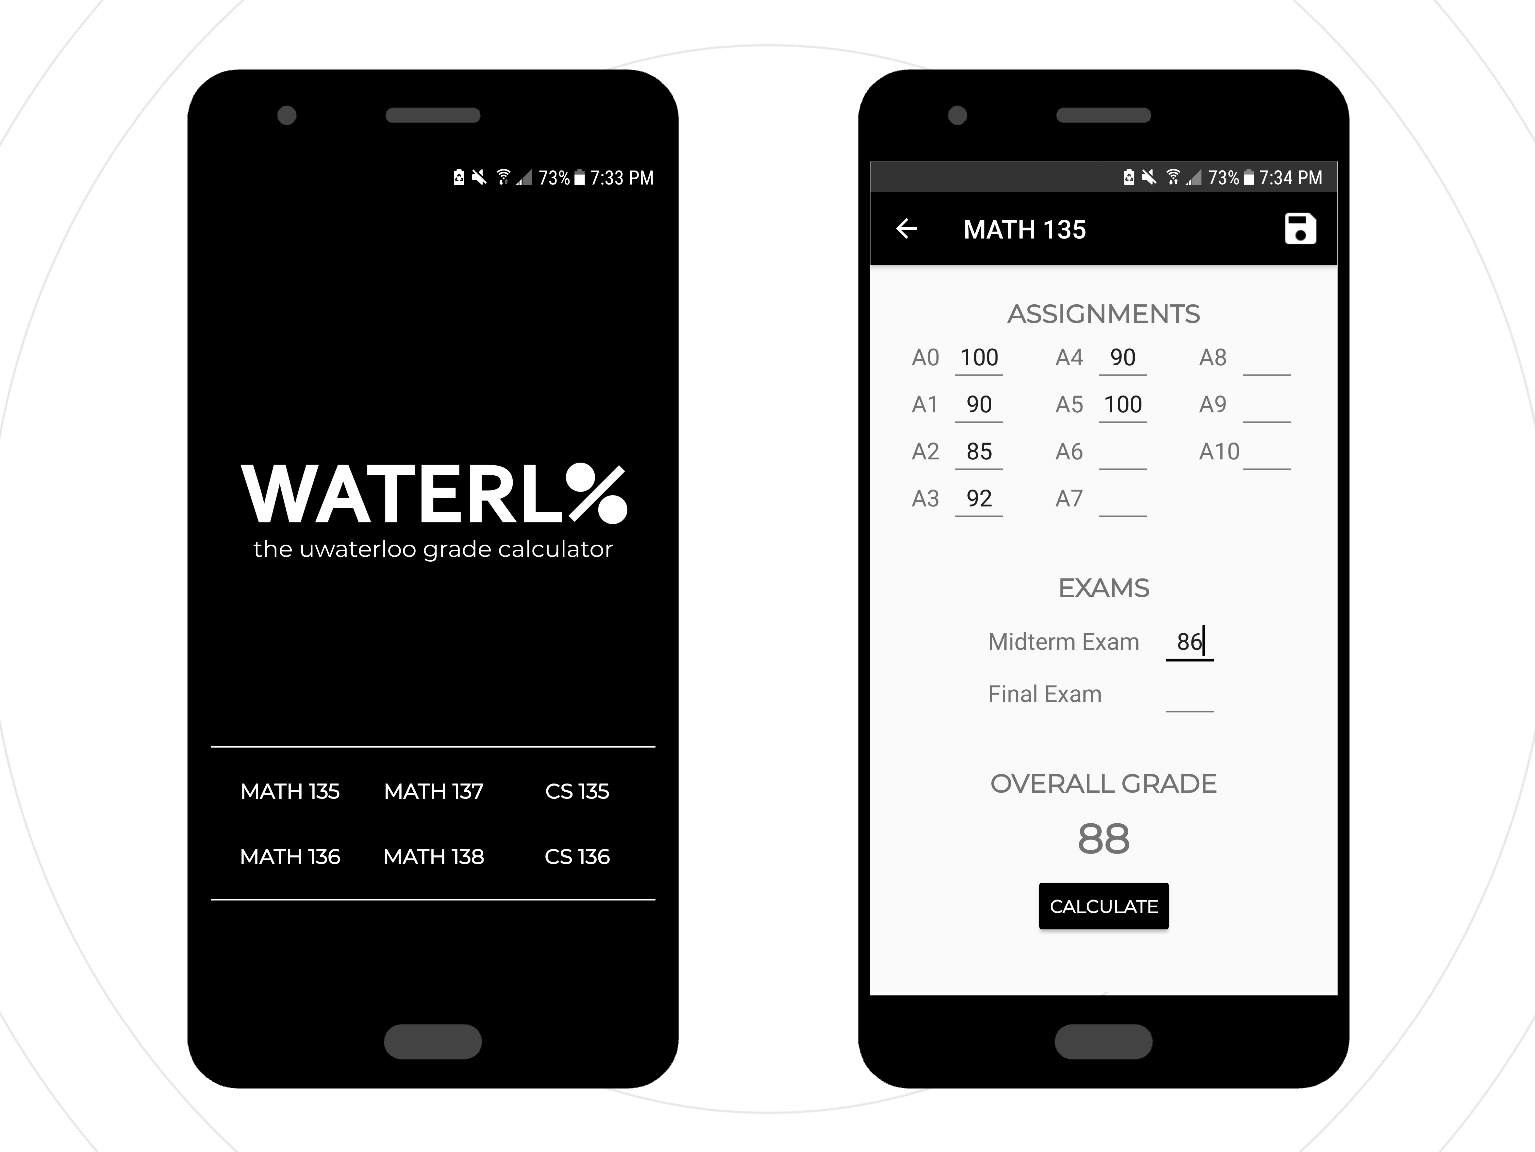 73% 7:33 PM
WATERL%
the uwaterloo grade calculator
MATH 135 MATH 137 CS 135
MATH 136 MATH 138 CS 136
73% 7:34 PM
MATH 135
ASSIGNMENTS
A0 100 A4 90 A8
A1 90 A5 100 A9
A2 85 A6 A10
A3 92 A7
EXAMS
Midterm Exam 86
Final Exam
OVERALL GRADE
88
CALCULATE